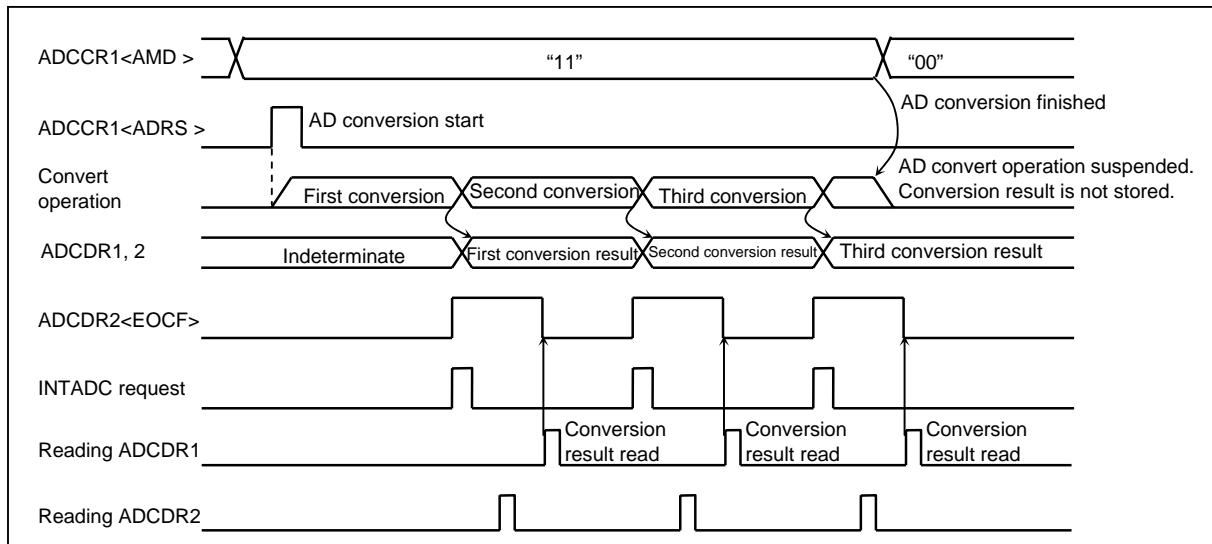 ADCCR1<AMD >
“11”
“00”
AD conversion finished
ADCCR1<ADRS >
AD conversion start
Convert
operation
First conversion
Second conversion
Third conversion
AD convert operation suspended.
Conversion result is not stored.
ADCDR1, 2
Indeterminate
First conversion result
Second conversion result
Third conversion result
ADCDR2<EOCF>
INTADC request
Reading ADCDR1
Conversion
result read
Conversion
result read
Conversion
result read
Reading ADCDR2